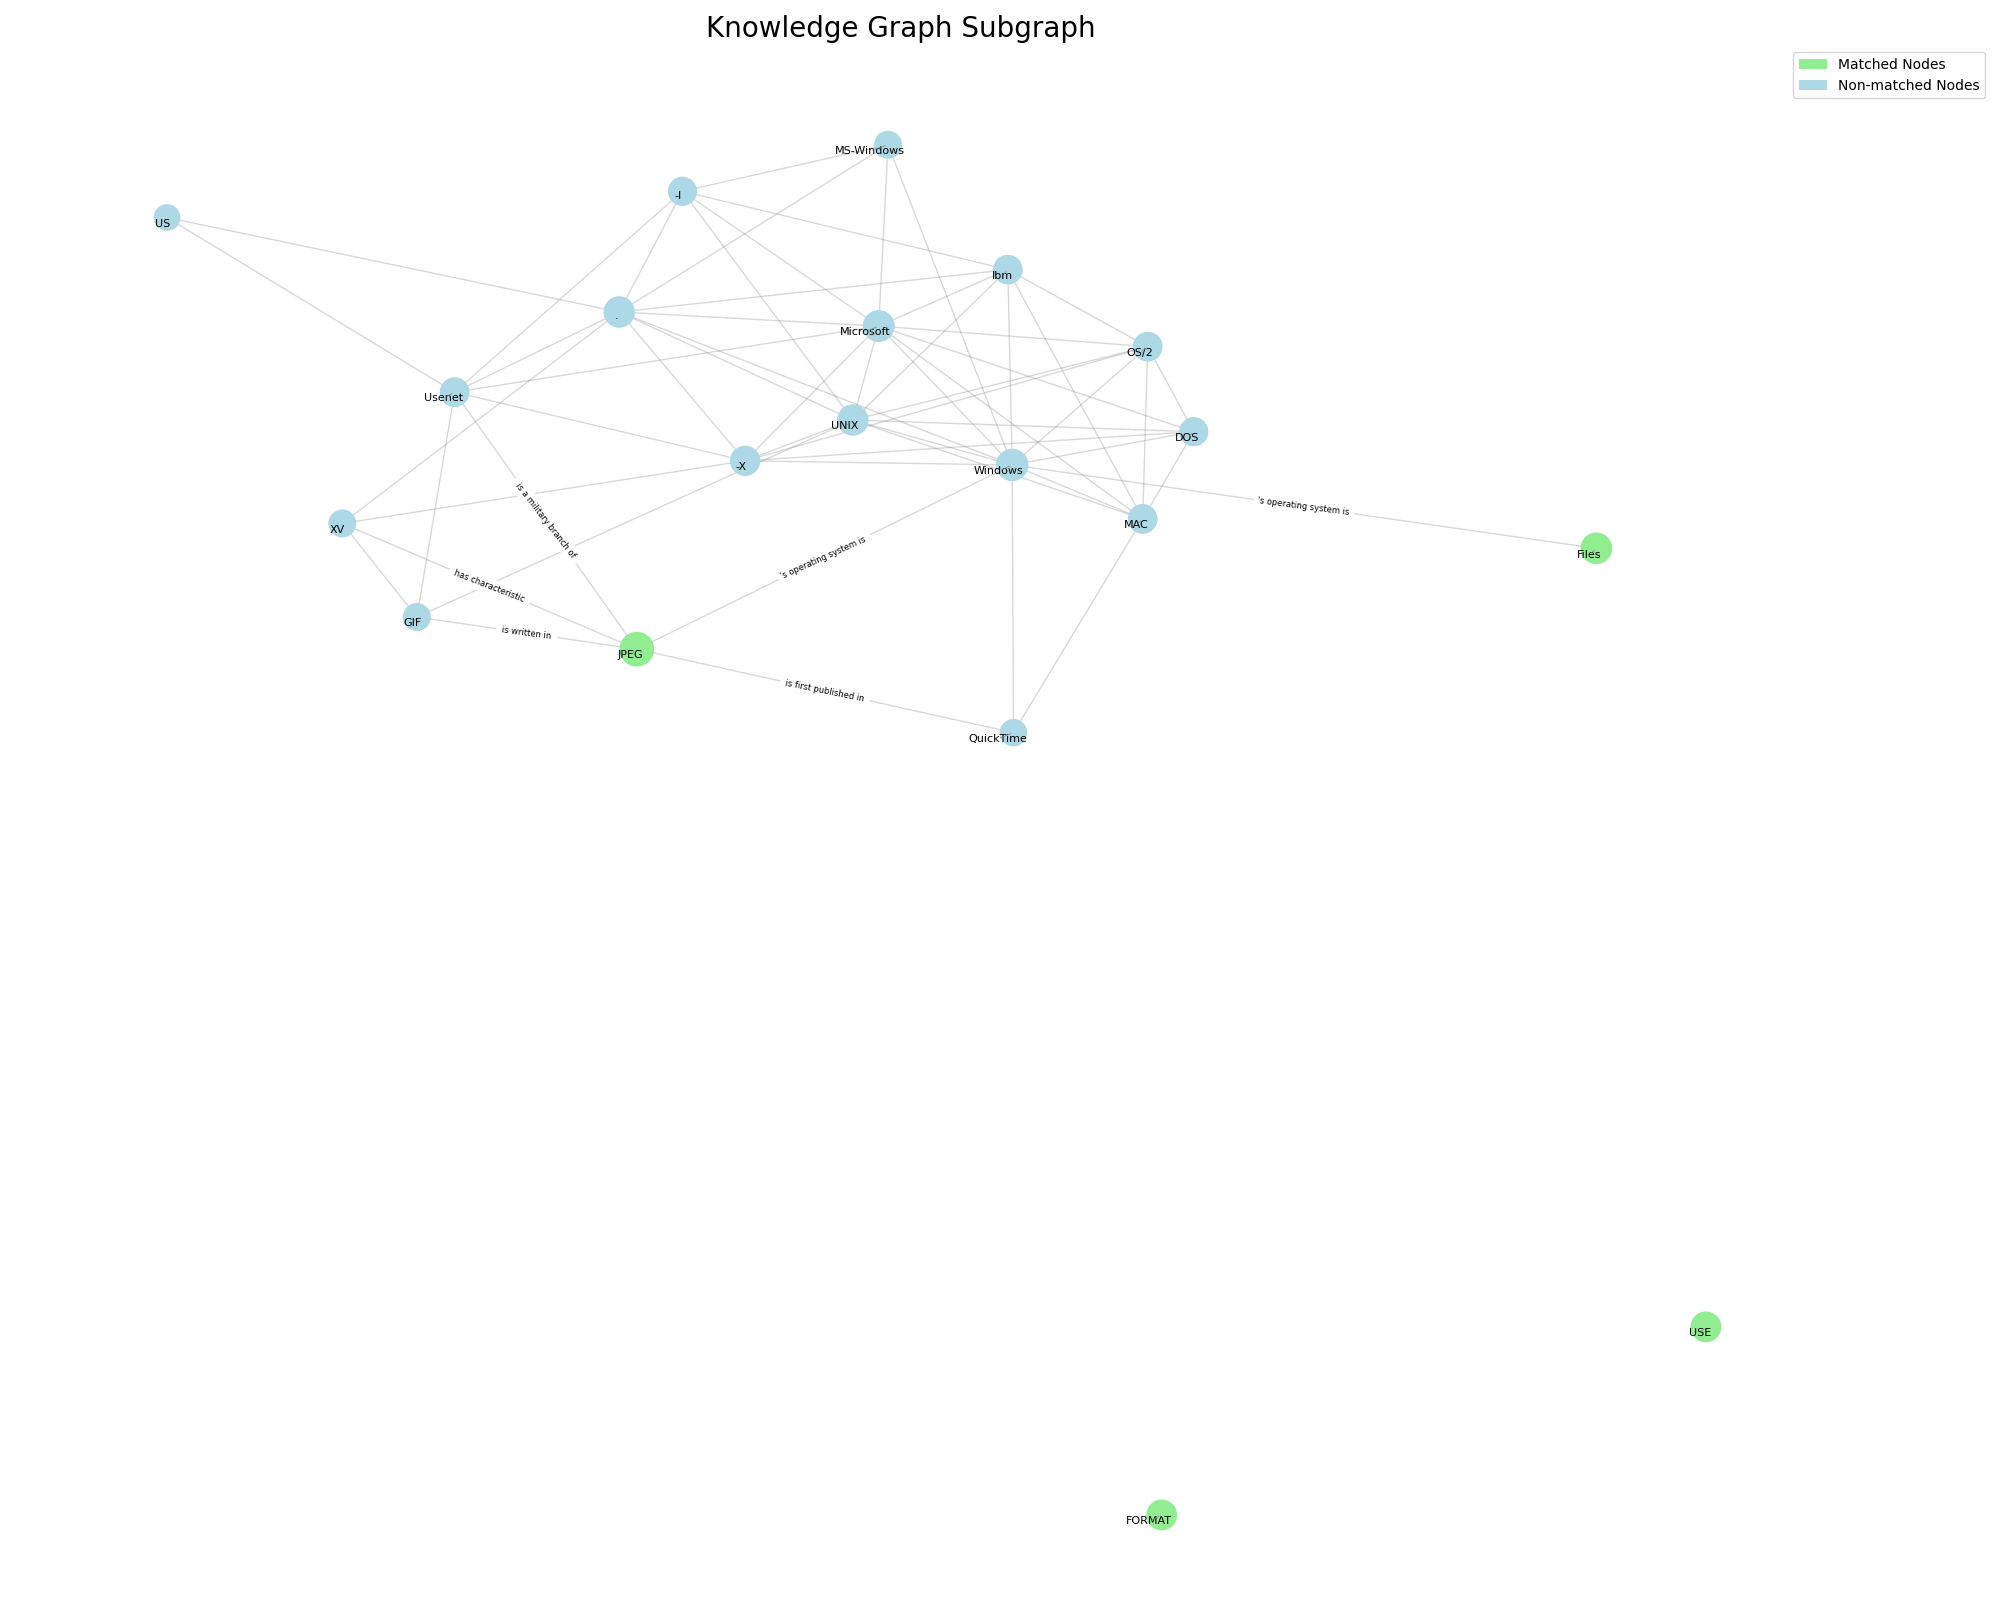 Knowledge Graph Subgraph
Matched Nodes
Non-matched Nodes
MS-Windows
-I
US
Ibm
.
Microsoft
OS/2
Usenet
UNIX
DOS
-X
Windows
's operating system is
is a military branch of
XV
MAC
Files
's operating system is
has characteristic
GIF
is written in
JPEG
is first published in
QuickTime
USE
FORMAT